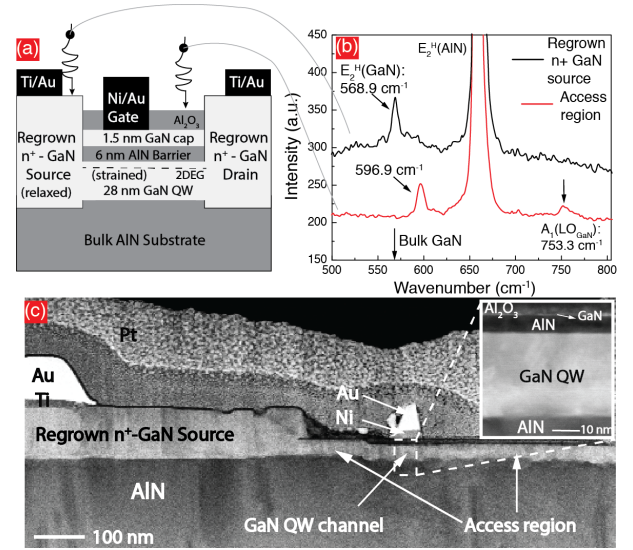 (a)
Ti/Au
Ni/Au
Gate
Ti/Au
Al₂O₃
1.5 nm GaN cap
6 nm AlN Barrier
(strained)
2DEG
28 nm GaN QW
Regrown
n⁺ - GaN
Source
(relaxed)
Regrown
n⁺ - GaN
Drain
Bulk AlN Substrate
(b)
E₂ᴴ(AlN)
Regrown
n+ GaN
source
Access
region
E₂ᴴ(GaN):
568.9 cm⁻¹
596.9 cm⁻¹
Bulk GaN
A₁(LO_GaN):
753.3 cm⁻¹
Intensity (a.u.)
450
400
350
300
250
200
150
500 550 600 650 700 750 800
Wavenumber (cm⁻¹)
(c)
Pt
Au
Ti
Au
Ni
Regrown n⁺-GaN Source
AlN
GaN QW
channel
Access region
100 nm
Al₂O₃
GaN
AlN
GaN QW
AlN
10 nm